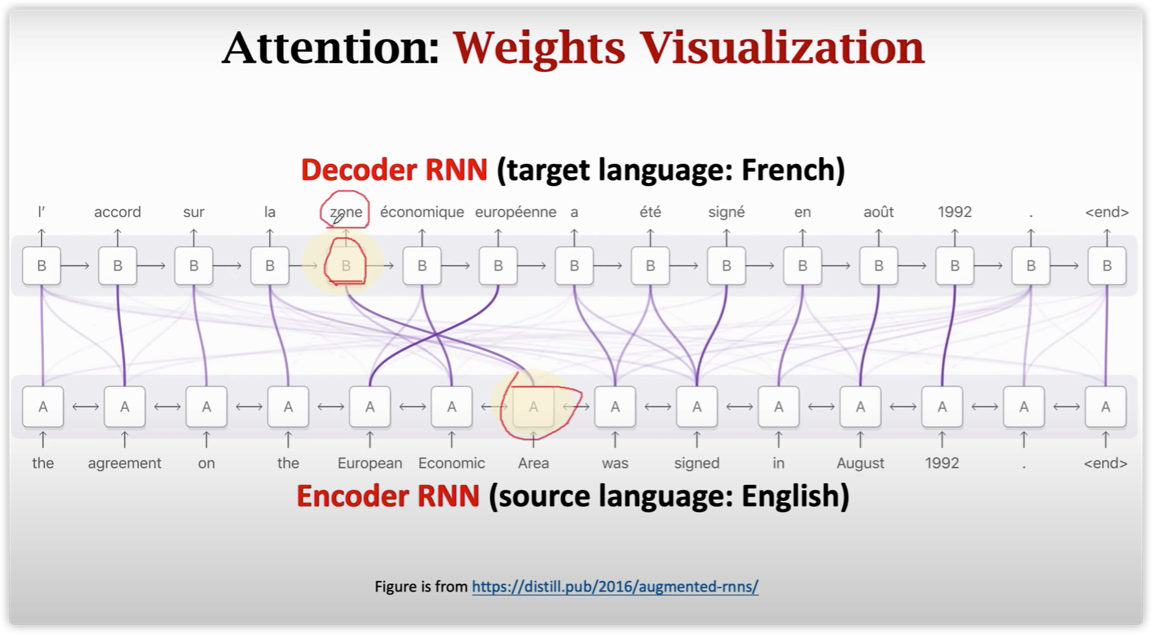 Attention: Weights Visualization
Decoder RNN (target language: French)
l' accord sur la zone économique européenne a été signé en août 1992 . <end>
B B B B B B B B B B B B B B B
A A A A A A A A A A A A A A
the agreement on the European Economic Area was signed in August 1992 . <end>
Encoder RNN (source language: English)
Figure is from https://distill.pub/2016/augmented-rnns/